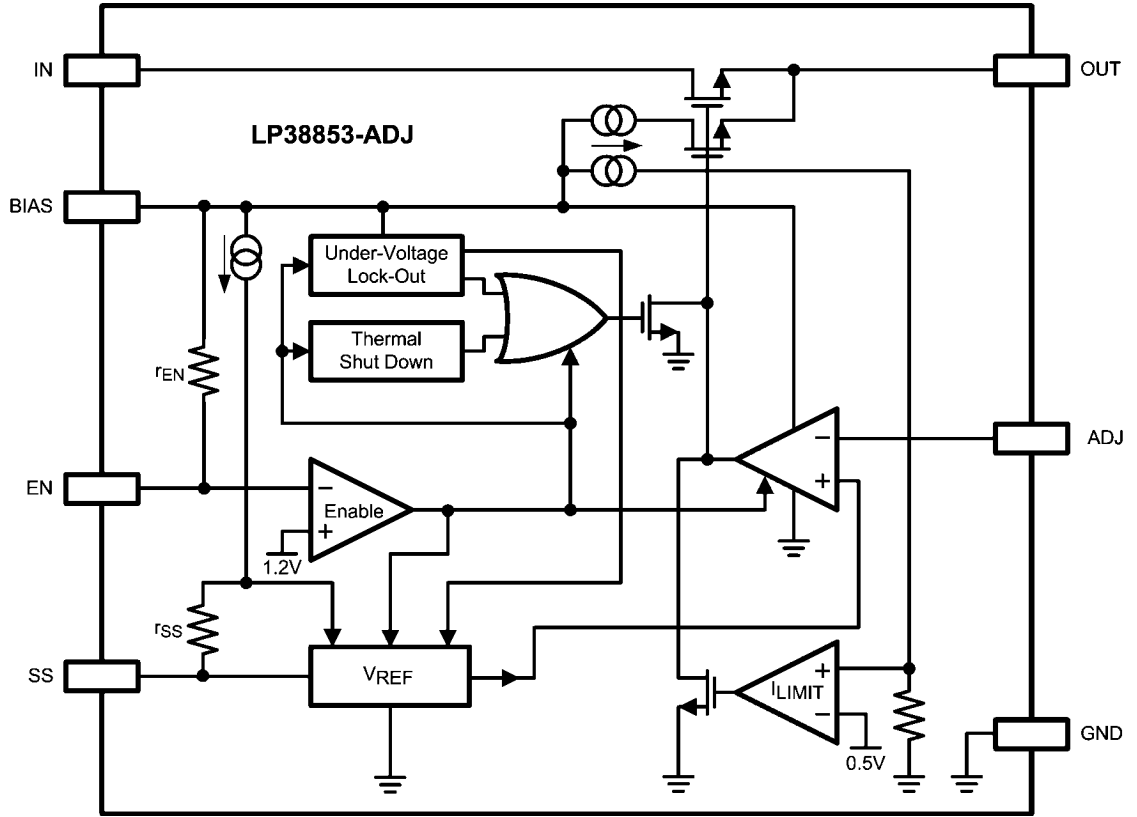 IN
OUT
LP38853-ADJ
BIAS
Under-Voltage
Lock-Out
Thermal
Shut Down
rEN
ADJ
−
+
EN
−
Enable
+
1.2V
rSS
SS
VREF
+
ILIMIT
−
0.5V
GND